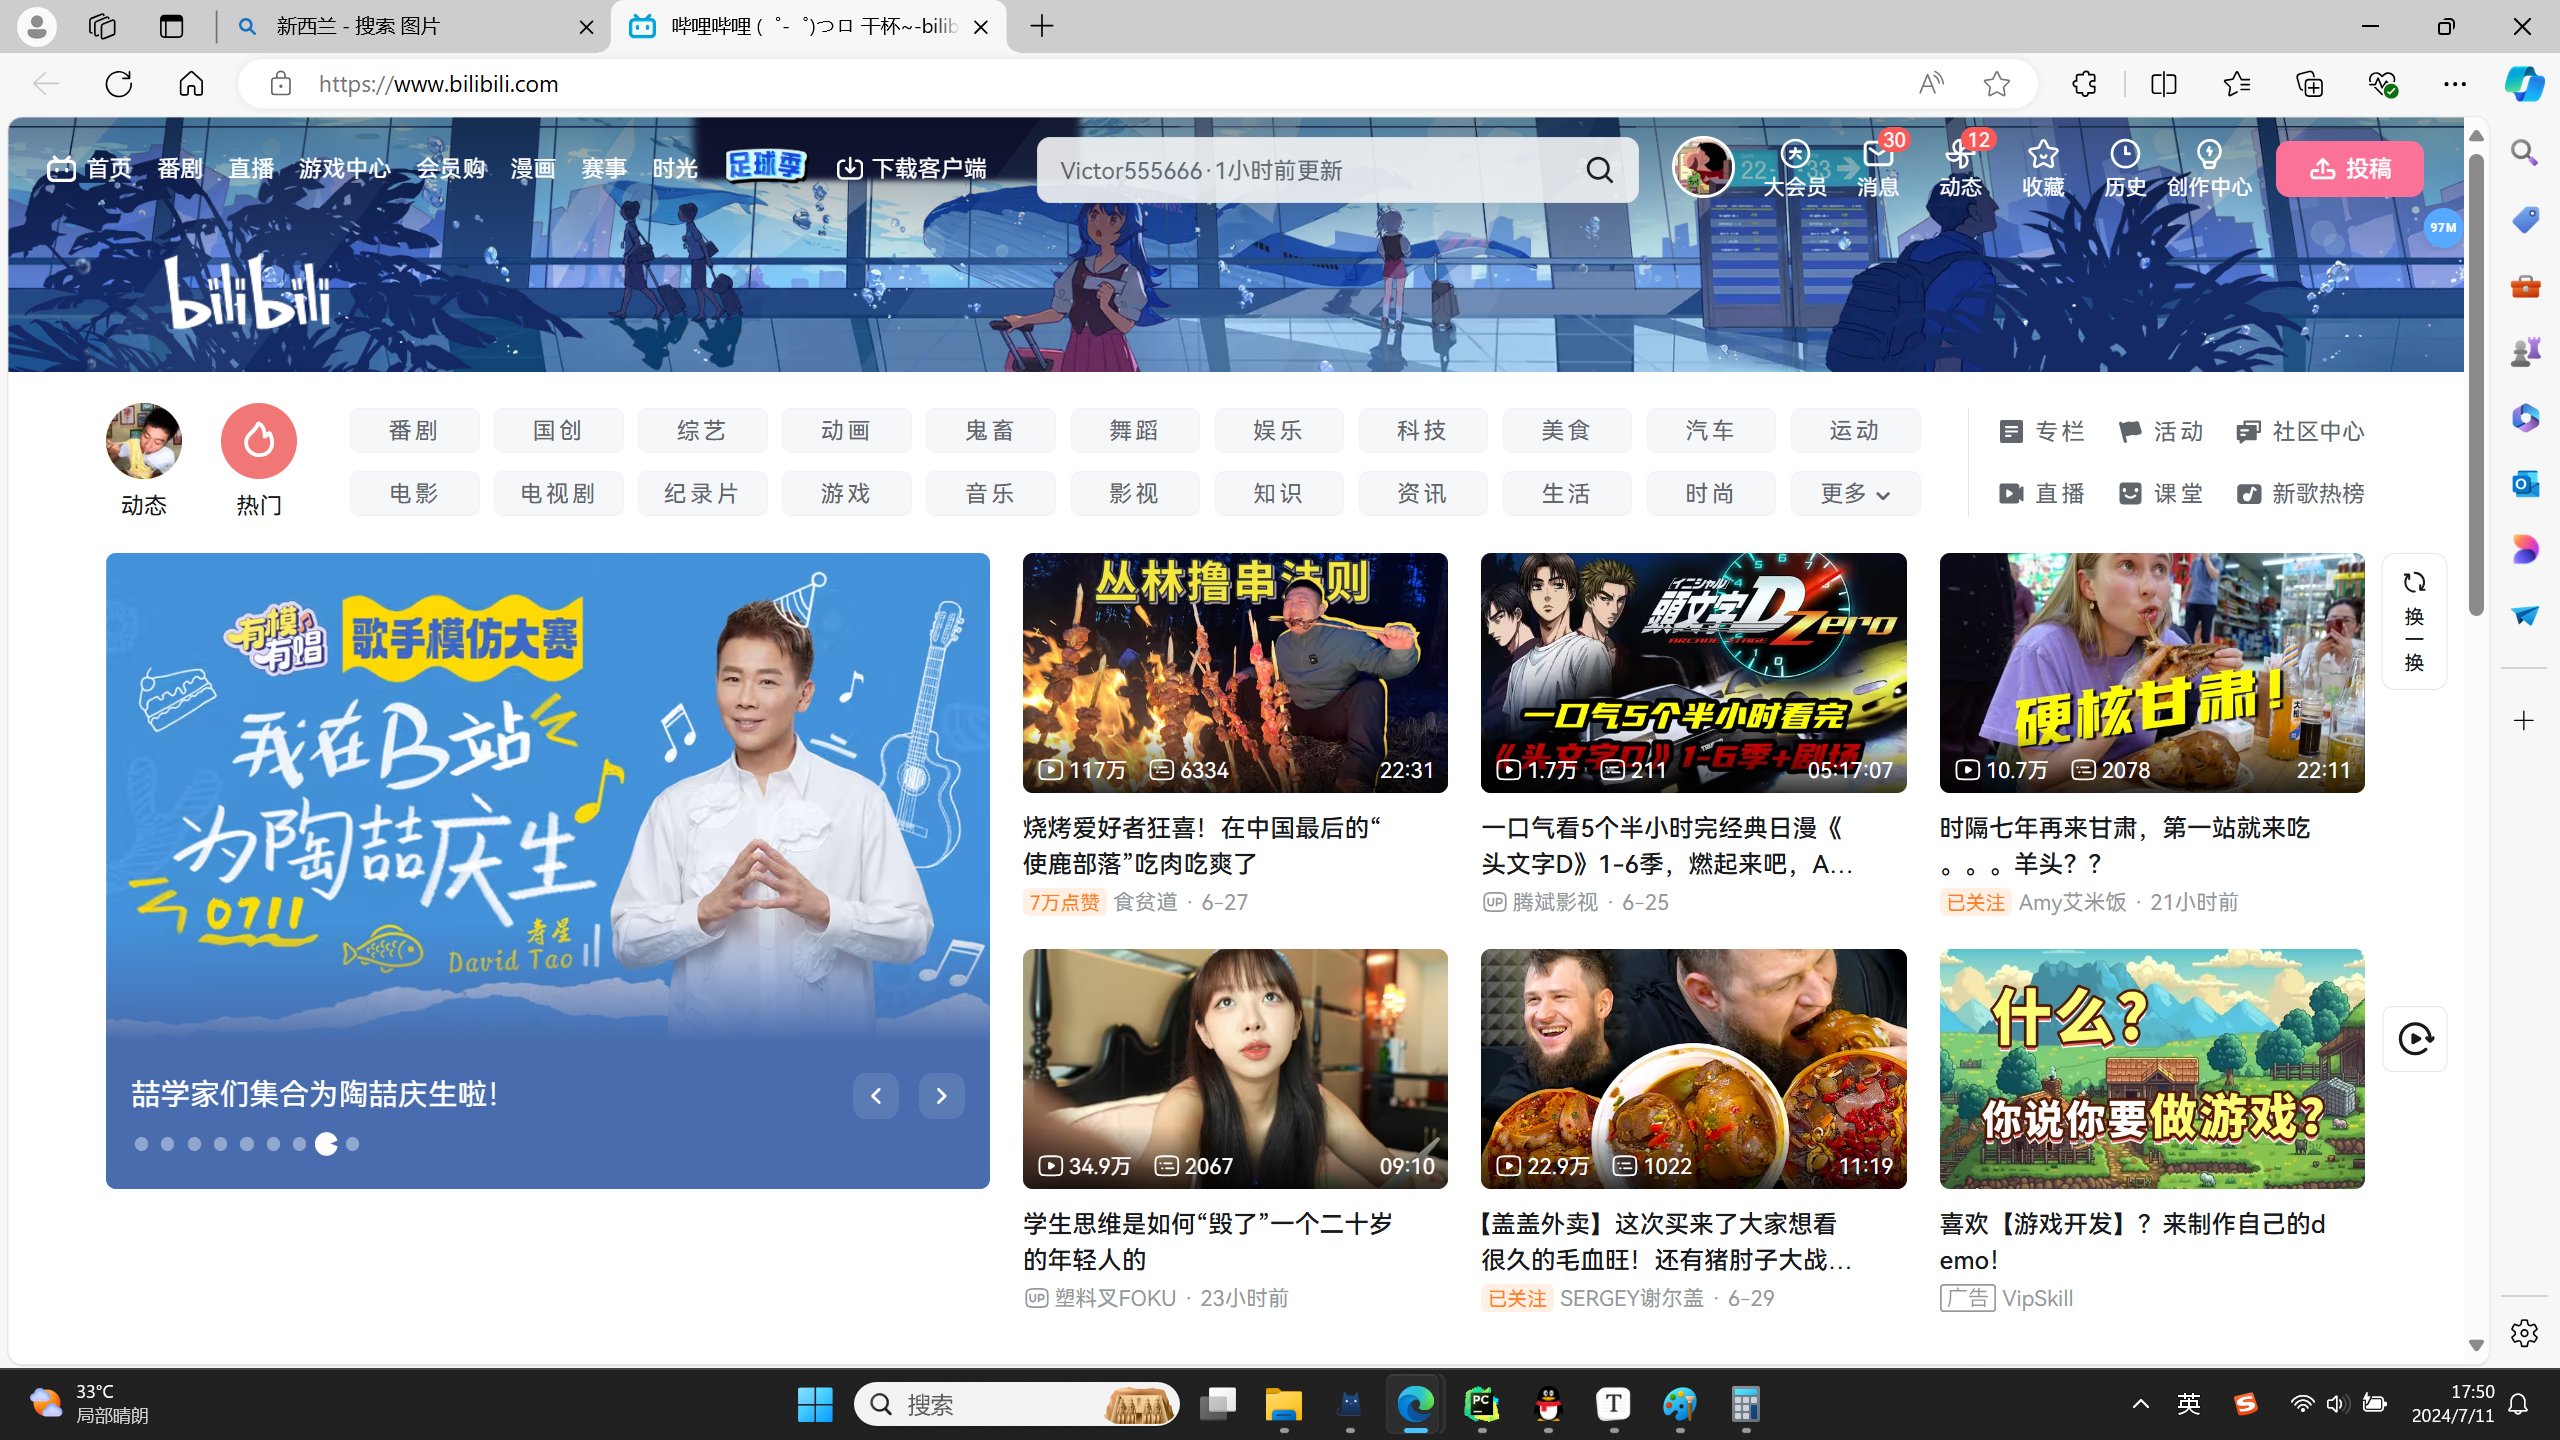 新西兰 - 搜索 图片
哔哩哔哩 (゜-゜)つロ 干杯~-bilib
https://www.bilibili.com
首页 番剧 直播 游戏中心 会员购 漫画 赛事 时光 足球季 下载客户端
Victor555666·1小时前更新
大会员
30
消息
12
动态
收藏
历史
创作中心
投稿
97M
bilibili
动态
热门
番剧 国创 综艺 动画 鬼畜 舞蹈 娱乐 科技 美食 汽车 运动
电影 电视剧 纪录片 游戏 音乐 影视 知识 资讯 生活 时尚 更多
专栏 活动 社区中心
直播 课堂 新歌热榜
有模有唱
歌手模仿大赛
我在B站
为陶喆庆生
0711
寿星
David Tao
喆学家们集合为陶喆庆生啦！
丛林撸串法则
117万 6334 22:31
烧烤爱好者狂喜！在中国最后的“
使鹿部落”吃肉吃爽了
7万点赞 食贫道 · 6-27
イニシャルD
頭文字D Zero
ARCADE STAGE
一口气5个半小时看完
《头文字D》1-6季+剧场
1.7万 211 05:17:07
一口气看5个半小时完经典日漫《
头文字D》1-6季，燃起来吧，A…
UP 腾斌影视 · 6-25
硬核甘肃！
10.7万 2078 22:11
时隔七年再来甘肃，第一站就来吃
。。。羊头？？
已关注 Amy艾米饭 · 21小时前
换一换
34.9万 2067 09:10
学生思维是如何“毁了”一个二十岁
的年轻人的
UP 塑料叉FOKU · 23小时前
22.9万 1022 11:19
【盖盖外卖】这次买来了大家想看
很久的毛血旺！还有猪肘子大战…
已关注 SERGEY谢尔盖 · 6-29
什么？
你说你要做游戏？
喜欢【游戏开发】？来制作自己的d
emo！
广告 VipSkill
33°C
局部晴朗
搜索
英
17:50
2024/7/11